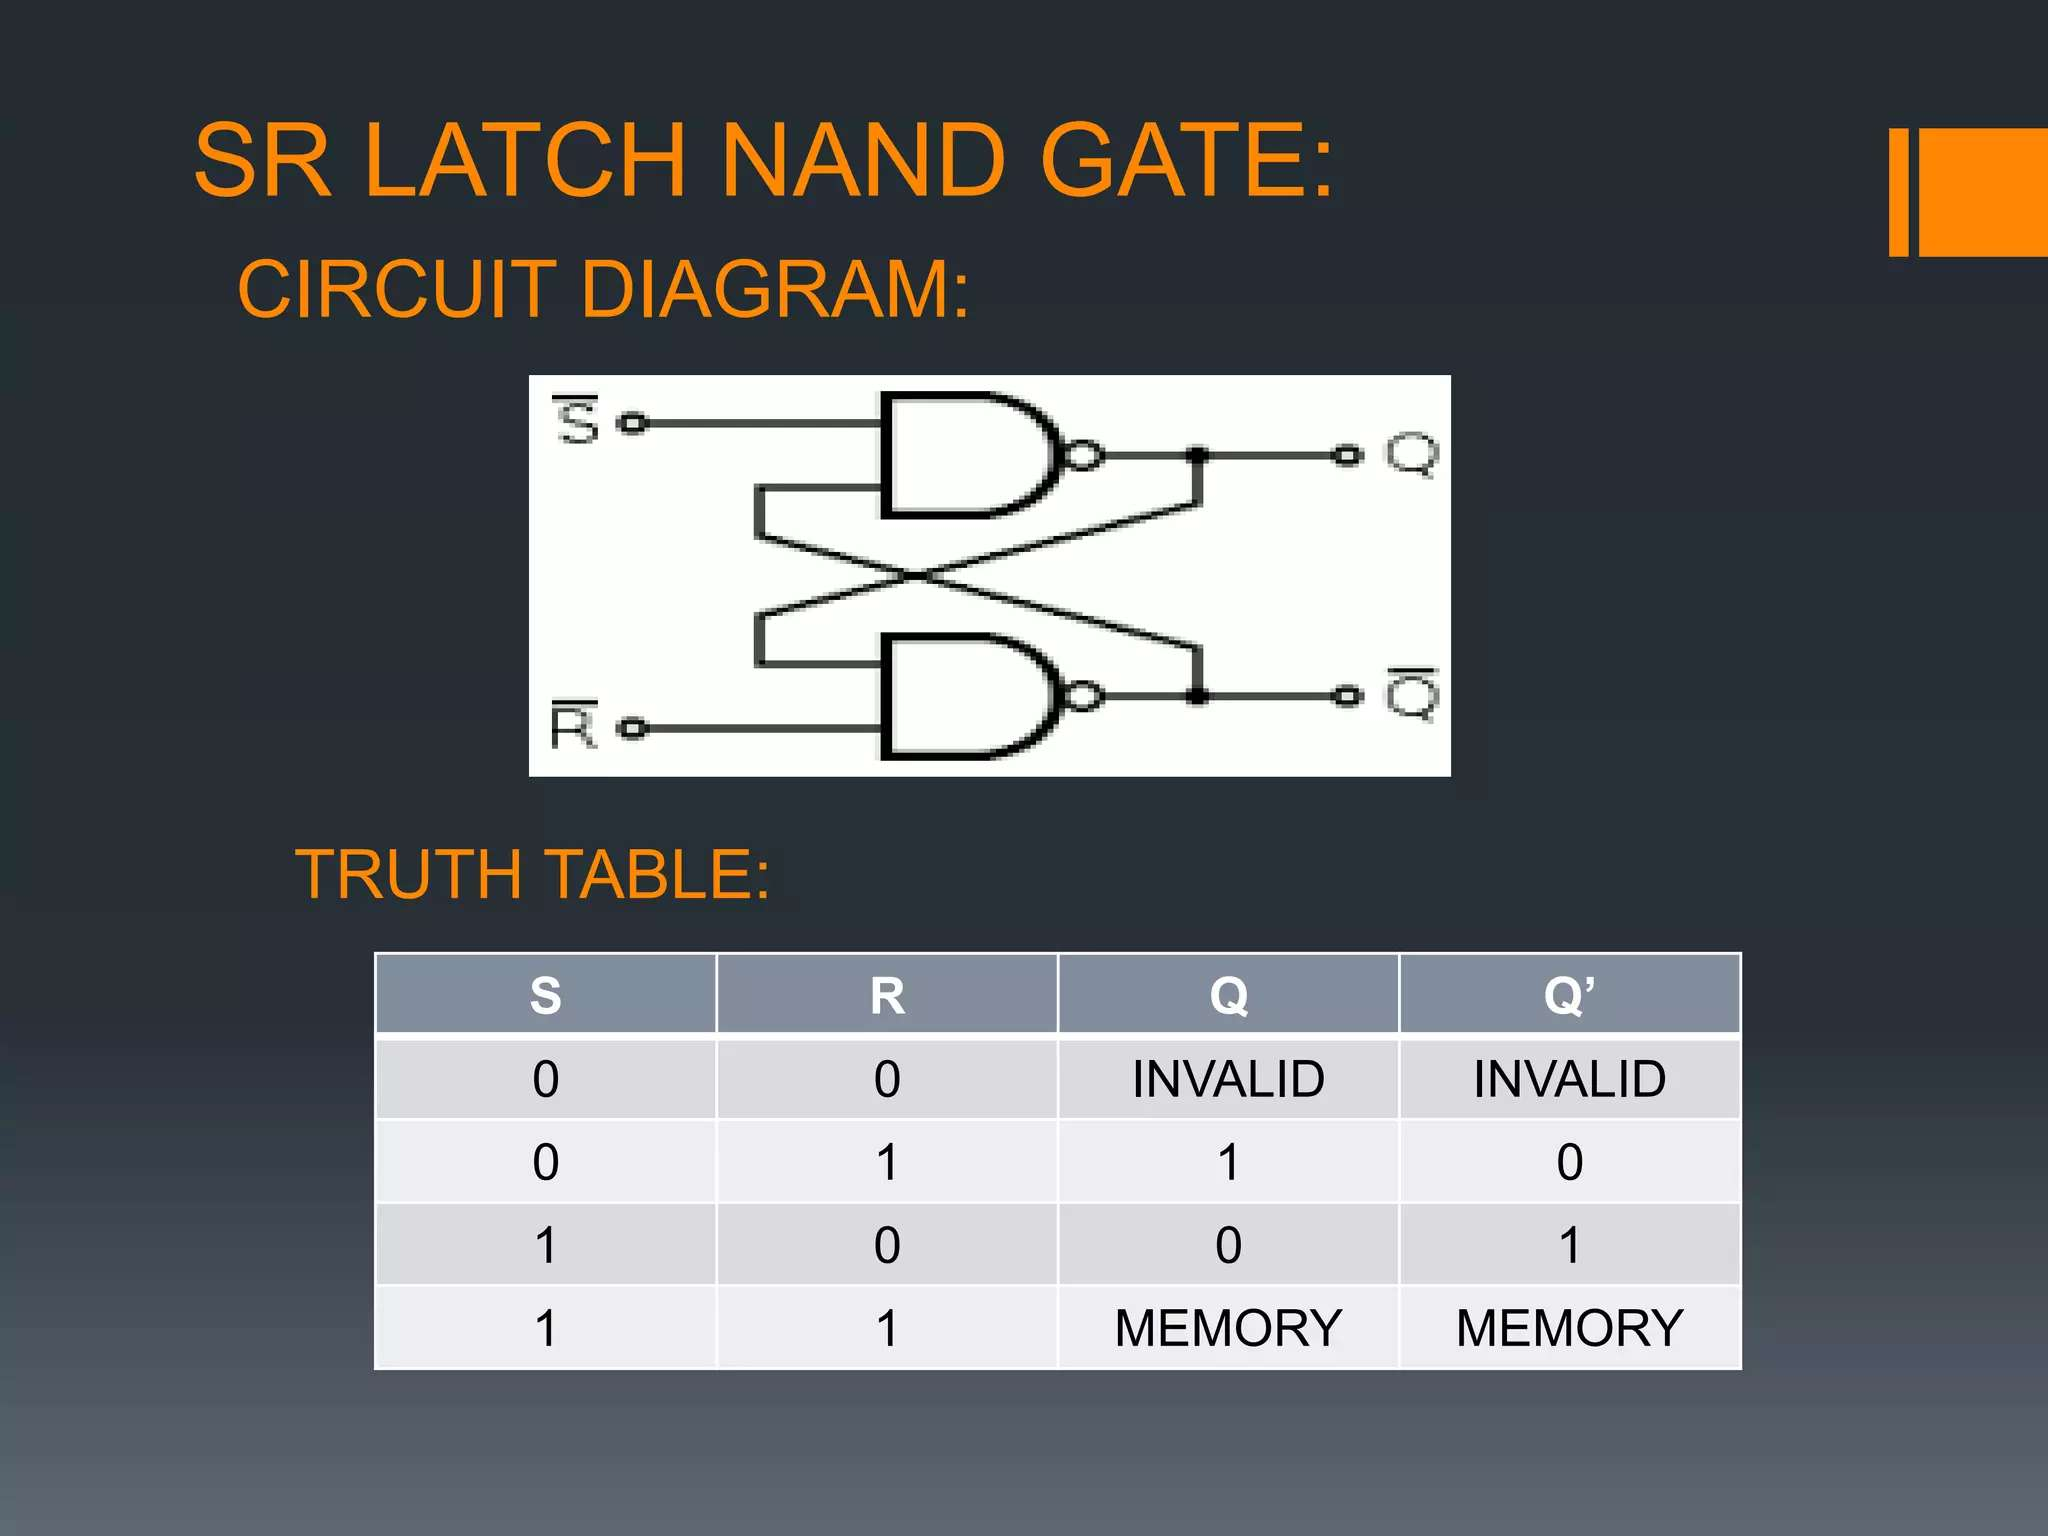 SR LATCH NAND GATE:
CIRCUIT DIAGRAM:
S̅
Q
R̅
Q̅
TRUTH TABLE:
S R Q Q’
0 0 INVALID INVALID
0 1 1 0
1 0 0 1
1 1 MEMORY MEMORY